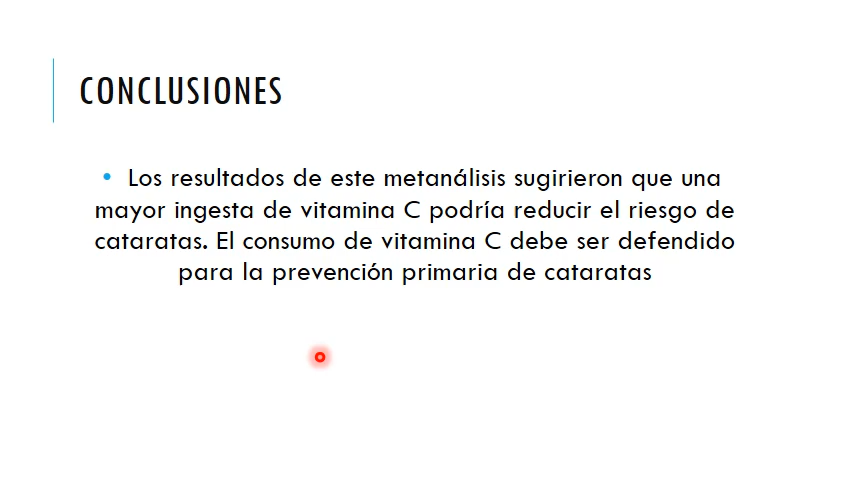 CONCLUSIONES
• Los resultados de este metanálisis sugirieron que una
mayor ingesta de vitamina C podría reducir el riesgo de
cataratas. El consumo de vitamina C debe ser defendido
para la prevención primaria de cataratas